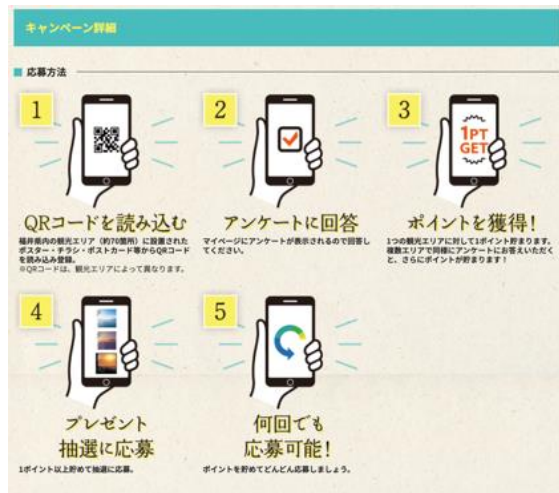 キャンペーン詳細
応募方法
1
QRコードを読み込む
福井県内の観光エリア（約70箇所）に設置された
ポスター・チラシ・ポストカード等からQRコード
を読み込み登録。
※QRコードは、観光エリアによって異なります。
2
アンケートに回答
マイページにアンケートが表示されるので回答し
てください。
3
1PT
GET
ポイントを獲得！
1つの観光エリアに対して1ポイント貯まります。
複数エリアで同様にアンケートにお答えいただく
と、さらにポイントが貯まります！
4
プレゼント
抽選に応募
1ポイント以上貯めて抽選に応募。
5
何回でも
応募可能！
ポイントを貯めてどんどん応募しましょう。